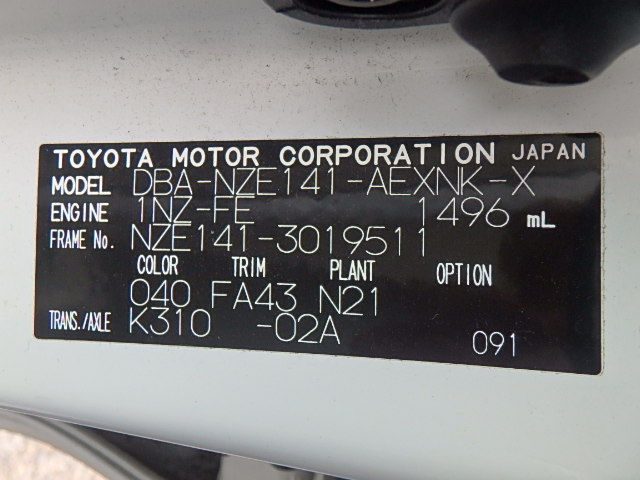 TOYOTA MOTOR CORPORATION JAPAN
MODEL DBA-NZE141-AEXNK-X
ENGINE 1NZ-FE 1496 mL
FRAME No. NZE141-3019511
COLOR TRIM PLANT OPTION
040 FA43 N21
TRANS./AXLE K310 -02A
091